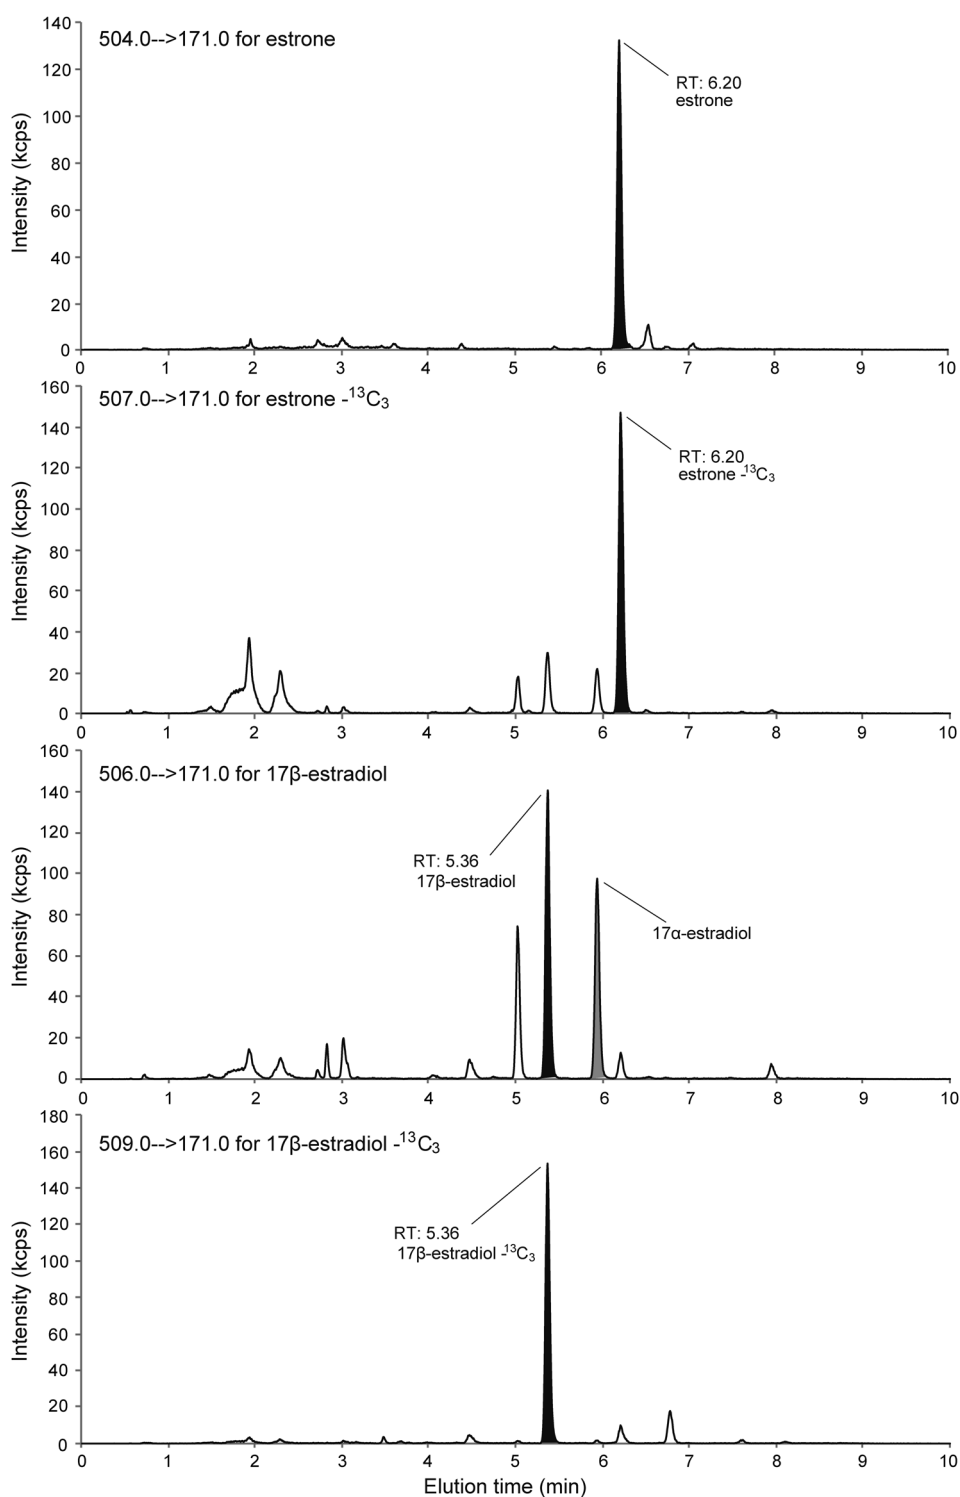 504.0-->171.0 for estrone
140
120
100
80
60
40
20
0
Intensity (kcps)
RT: 6.20
estrone
1 2 3 4 5 6 7 8 9 10
507.0-->171.0 for estrone -¹³C₃
160
140
120
100
80
60
40
20
0
Intensity (kcps)
RT: 6.20
estrone -¹³C₃
0 1 2 3 4 5 6 7 8 9 10
506.0-->171.0 for 17β-estradiol
160
140
120
100
80
60
40
20
0
Intensity (kcps)
RT: 5.36
17β-estradiol
17α-estradiol
0 1 2 3 4 5 6 7 8 9 10
509.0-->171.0 for 17β-estradiol -¹³C₃
180
160
140
120
100
80
60
40
20
0
Intensity (kcps)
RT: 5.36
17β-estradiol -¹³C₃
0 1 2 3 4 5 6 7 8 9 10
Elution time (min)